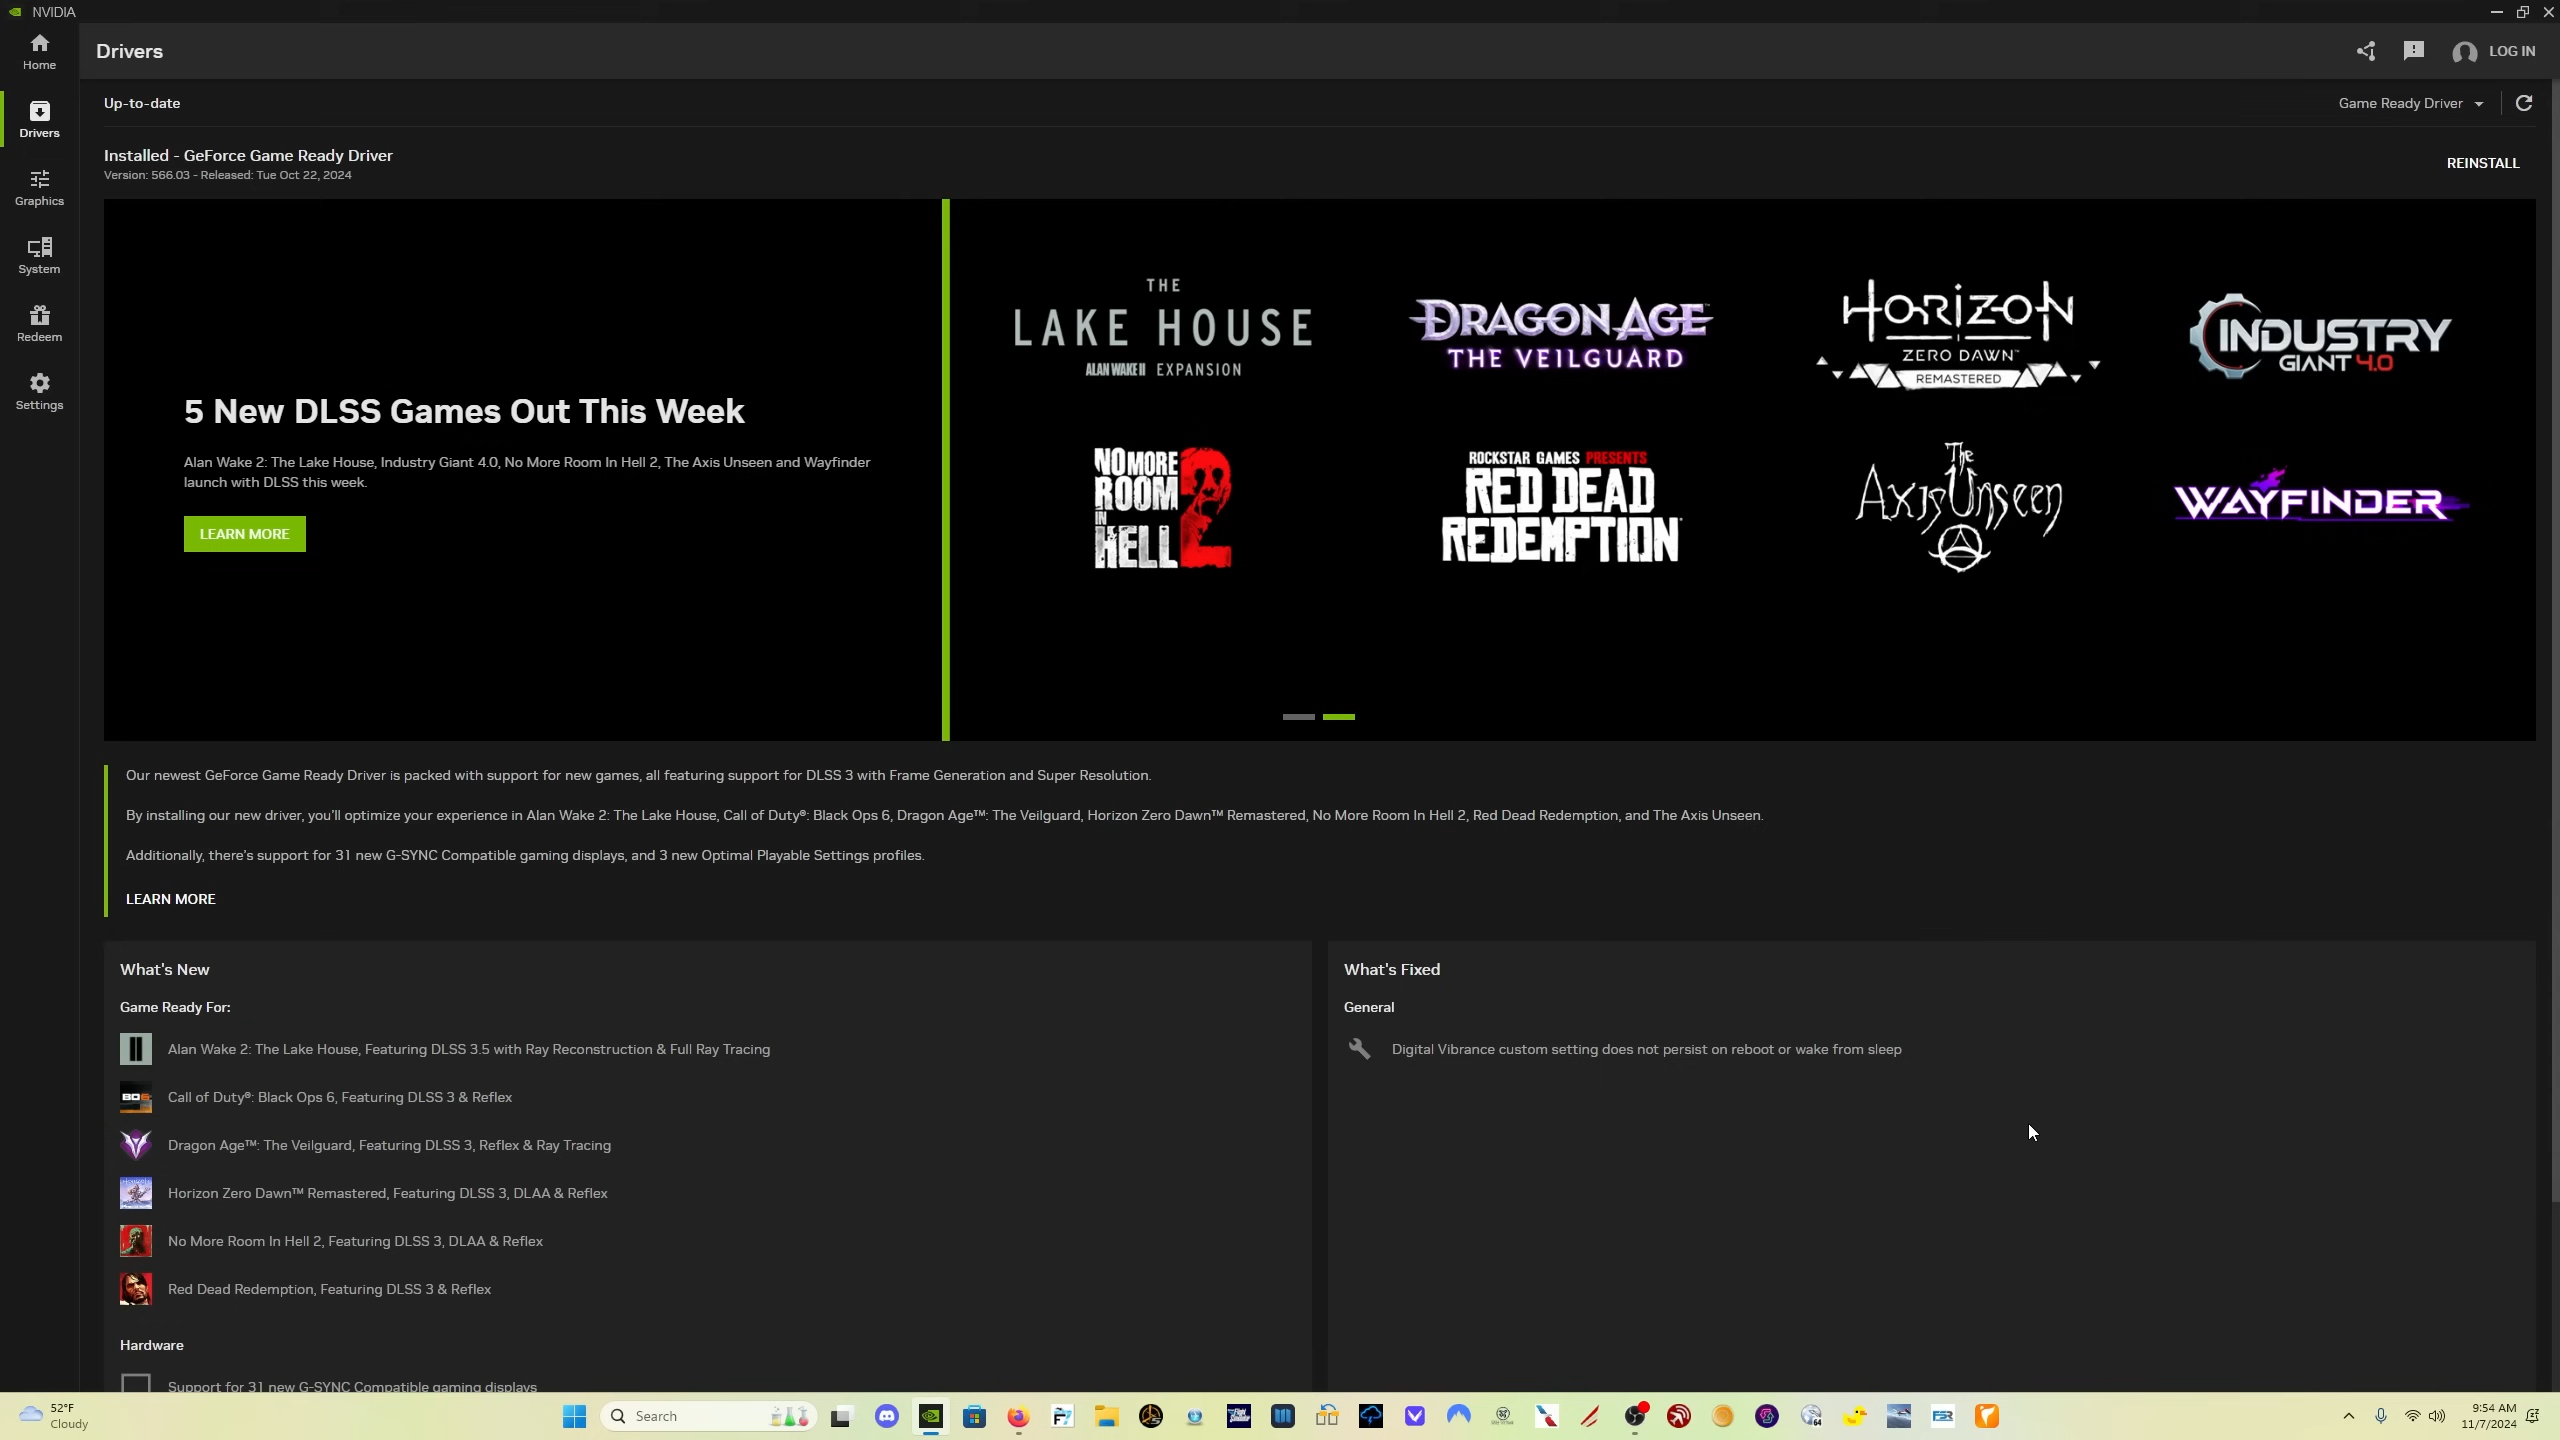 NVIDIA
Home
Drivers
Graphics
System
Redeem
Settings
Drivers
LOG IN
Up-to-date
Game Ready Driver
Installed - GeForce Game Ready Driver
Version: 566.03 - Released: Tue Oct 22, 2024
REINSTALL
5 New DLSS Games Out This Week
Alan Wake 2: The Lake House, Industry Giant 4.0, No More Room In Hell 2, The Axis Unseen and Wayfinder
launch with DLSS this week.
LEARN MORE
THE
LAKE HOUSE
ALAN WAKE II EXPANSION
DRAGON AGE
THE VEILGUARD
HORIZON
ZERO DAWN™
REMASTERED
INDUSTRY
GIANT 4.0
NO MORE
ROOM
IN
HELL 2
ROCKSTAR GAMES PRESENTS
RED DEAD
REDEMPTION
The
Axis Unseen
WAYFINDER
Our newest GeForce Game Ready Driver is packed with support for new games, all featuring support for DLSS 3 with Frame Generation and Super Resolution.
By installing our new driver, you'll optimize your experience in Alan Wake 2: The Lake House, Call of Duty®: Black Ops 6, Dragon Age™: The Veilguard, Horizon Zero Dawn™ Remastered, No More Room In Hell 2, Red Dead Redemption, and The Axis Unseen.
Additionally, there's support for 31 new G-SYNC Compatible gaming displays, and 3 new Optimal Playable Settings profiles.
LEARN MORE
What's New
Game Ready For:
Alan Wake 2: The Lake House, Featuring DLSS 3.5 with Ray Reconstruction & Full Ray Tracing
Call of Duty®: Black Ops 6, Featuring DLSS 3 & Reflex
Dragon Age™: The Veilguard, Featuring DLSS 3, Reflex & Ray Tracing
Horizon Zero Dawn™ Remastered, Featuring DLSS 3, DLAA & Reflex
No More Room In Hell 2, Featuring DLSS 3, DLAA & Reflex
Red Dead Redemption, Featuring DLSS 3 & Reflex
Hardware
Support for 31 new G-SYNC Compatible gaming displays
What's Fixed
General
Digital Vibrance custom setting does not persist on reboot or wake from sleep
52°F
Cloudy
Search
9:54 AM
11/7/2024